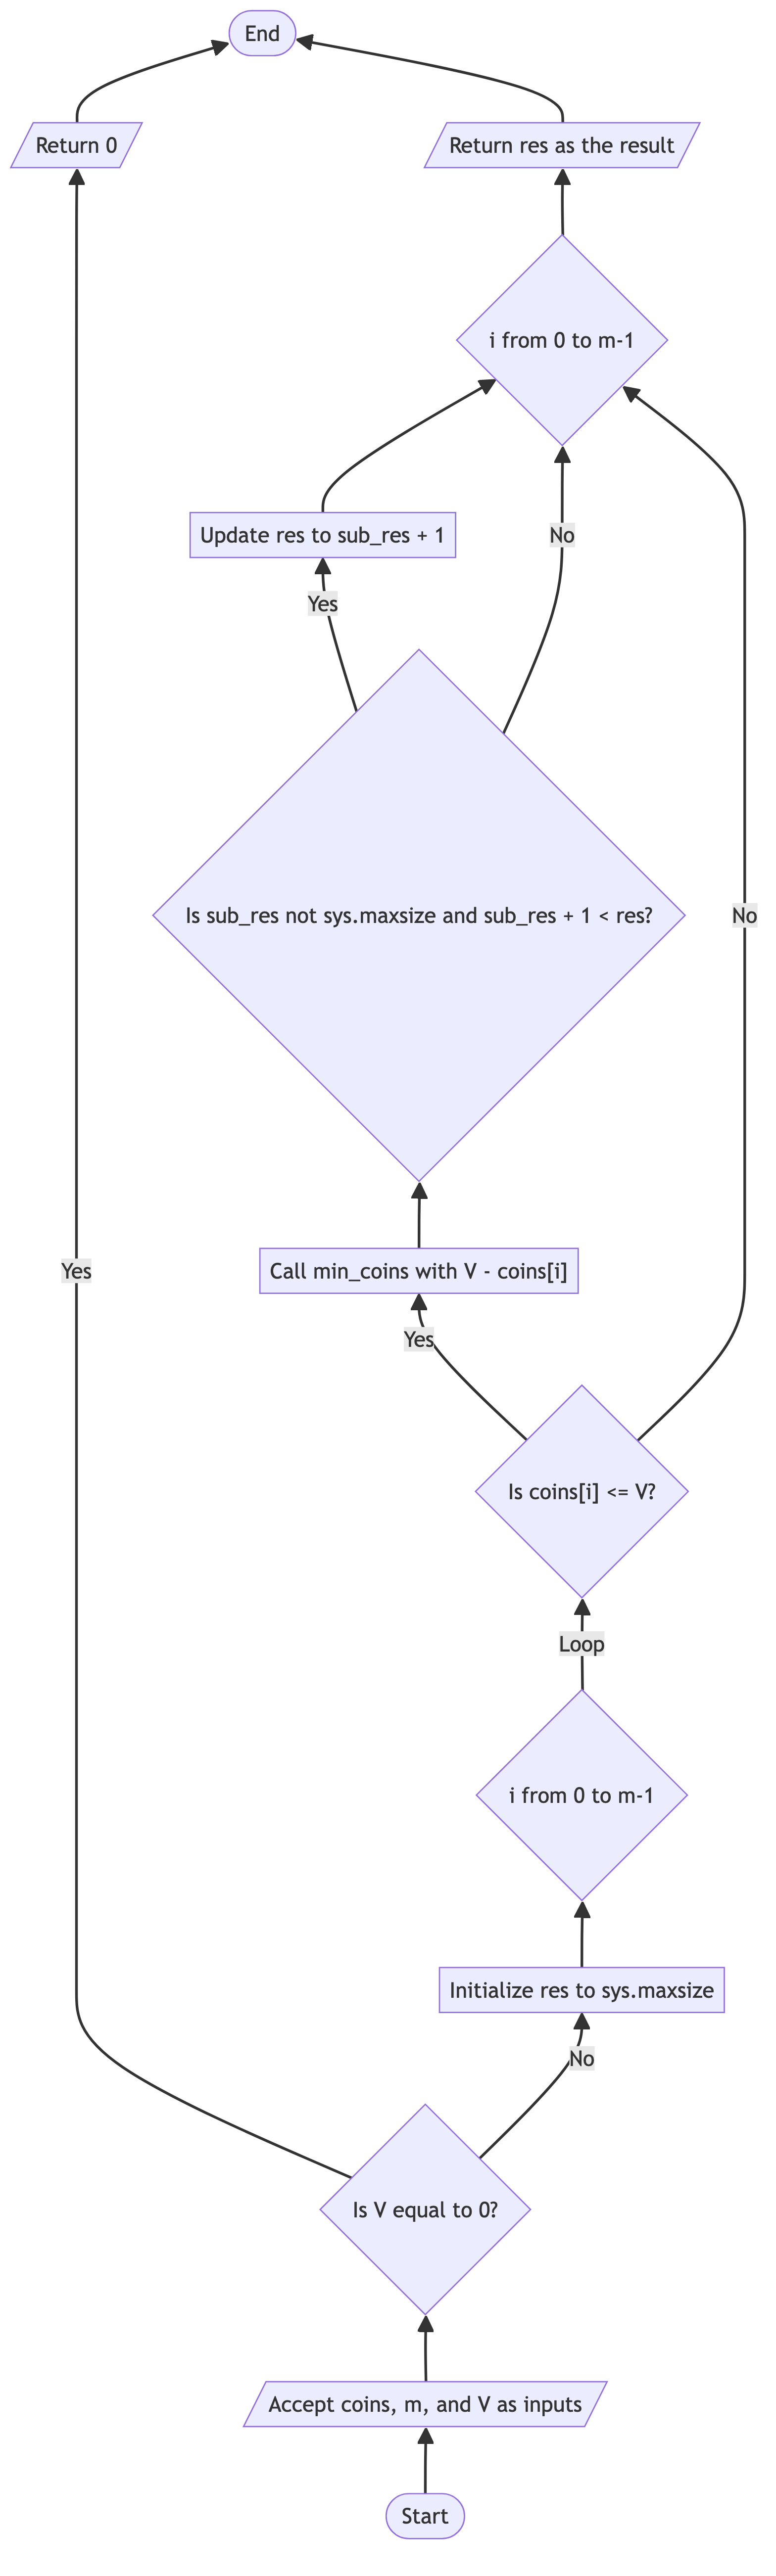 End
Return 0
Return res as the result
i from 0 to m-1
Update res to sub_res + 1
No
Yes
Is sub_res not sys.maxsize and sub_res + 1 < res?
No
Yes
Call min_coins with V - coins[i]
Yes
Is coins[i] <= V?
Loop
i from 0 to m-1
Initialize res to sys.maxsize
No
Is V equal to 0?
Accept coins, m, and V as inputs
Start